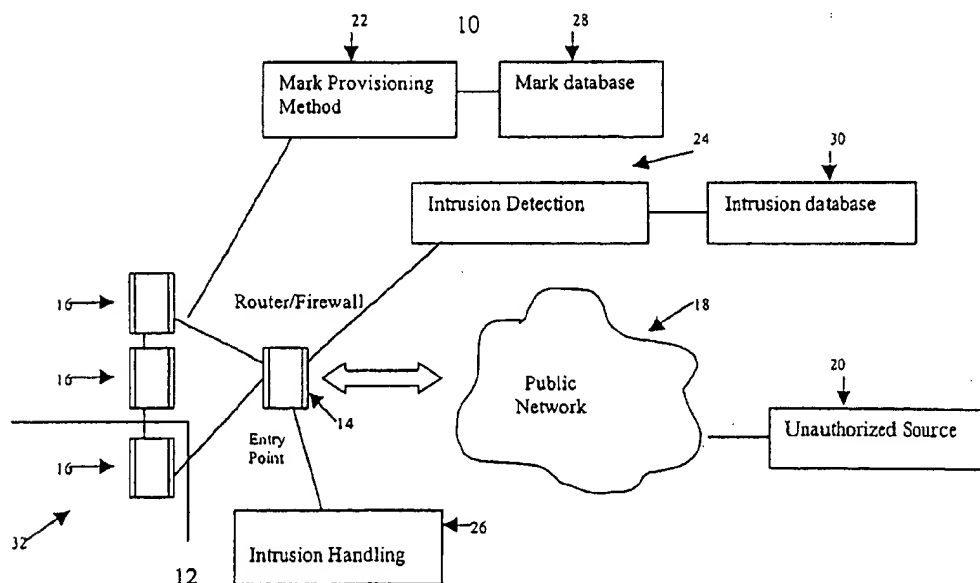 22
10
28
Mark Provisioning
Method
Mark database
24
30
Intrusion Detection
Intrusion database
16
Router/Firewall
18
16
Public
Network
20
14
Unauthorized Source
Entry
Point
16
32
12
26
Intrusion Handling